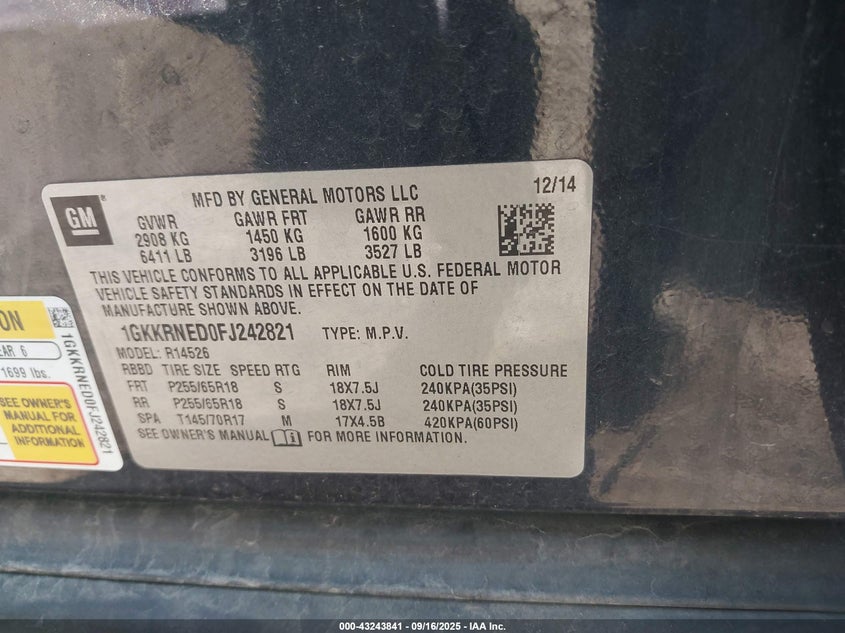 GM
MFD BY GENERAL MOTORS LLC
12/14
GVWR GAWR FRT GAWR RR
2908 KG 1450 KG 1600 KG
6411 LB 3196 LB 3527 LB
THIS VEHICLE CONFORMS TO ALL APPLICABLE U.S. FEDERAL MOTOR
VEHICLE SAFETY STANDARDS IN EFFECT ON THE DATE OF
MANUFACTURE SHOWN ABOVE.
1GKKRNED0FJ242821 TYPE: M.P.V.
MODEL: R14526
RBBD TIRE SIZE SPEED RTG RIM COLD TIRE PRESSURE
FRT P255/65R18 S 18X7.5J 240KPA(35PSI)
RR P255/65R18 S 18X7.5J 240KPA(35PSI)
SPA T145/70R17 M 17X4.5B 420KPA(60PSI)
SEE OWNER'S MANUAL FOR MORE INFORMATION.
ON
EAR 6
1699 lbs.
SEE OWNER'S
MANUAL FOR
ADDITIONAL
INFORMATION
1GKKRNED0FJ242821
000-43243841 - 09/16/2025 - IAA Inc.